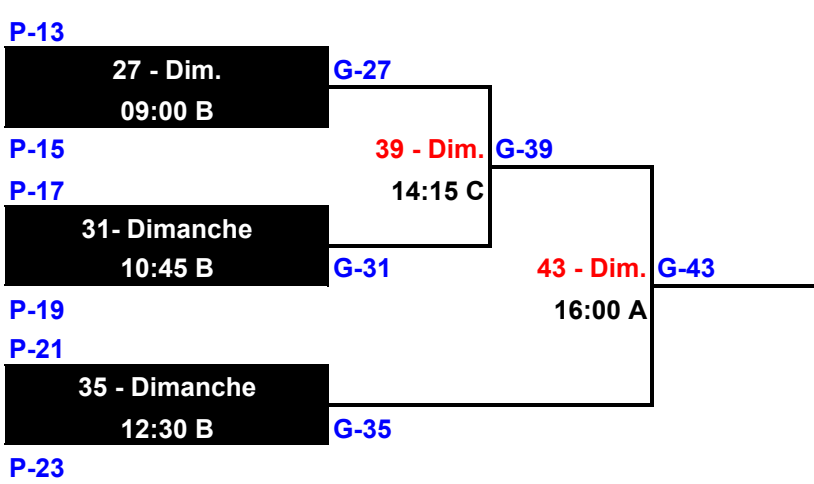 P-13
27 - Dim.
G-27
09:00 B
P-15
39 - Dim.
G-39
P-17
14:15 C
31- Dimanche
10:45 B
G-31
43 - Dim.
G-43
P-19
16:00 A
P-21
35 - Dimanche
12:30 B
G-35
P-23